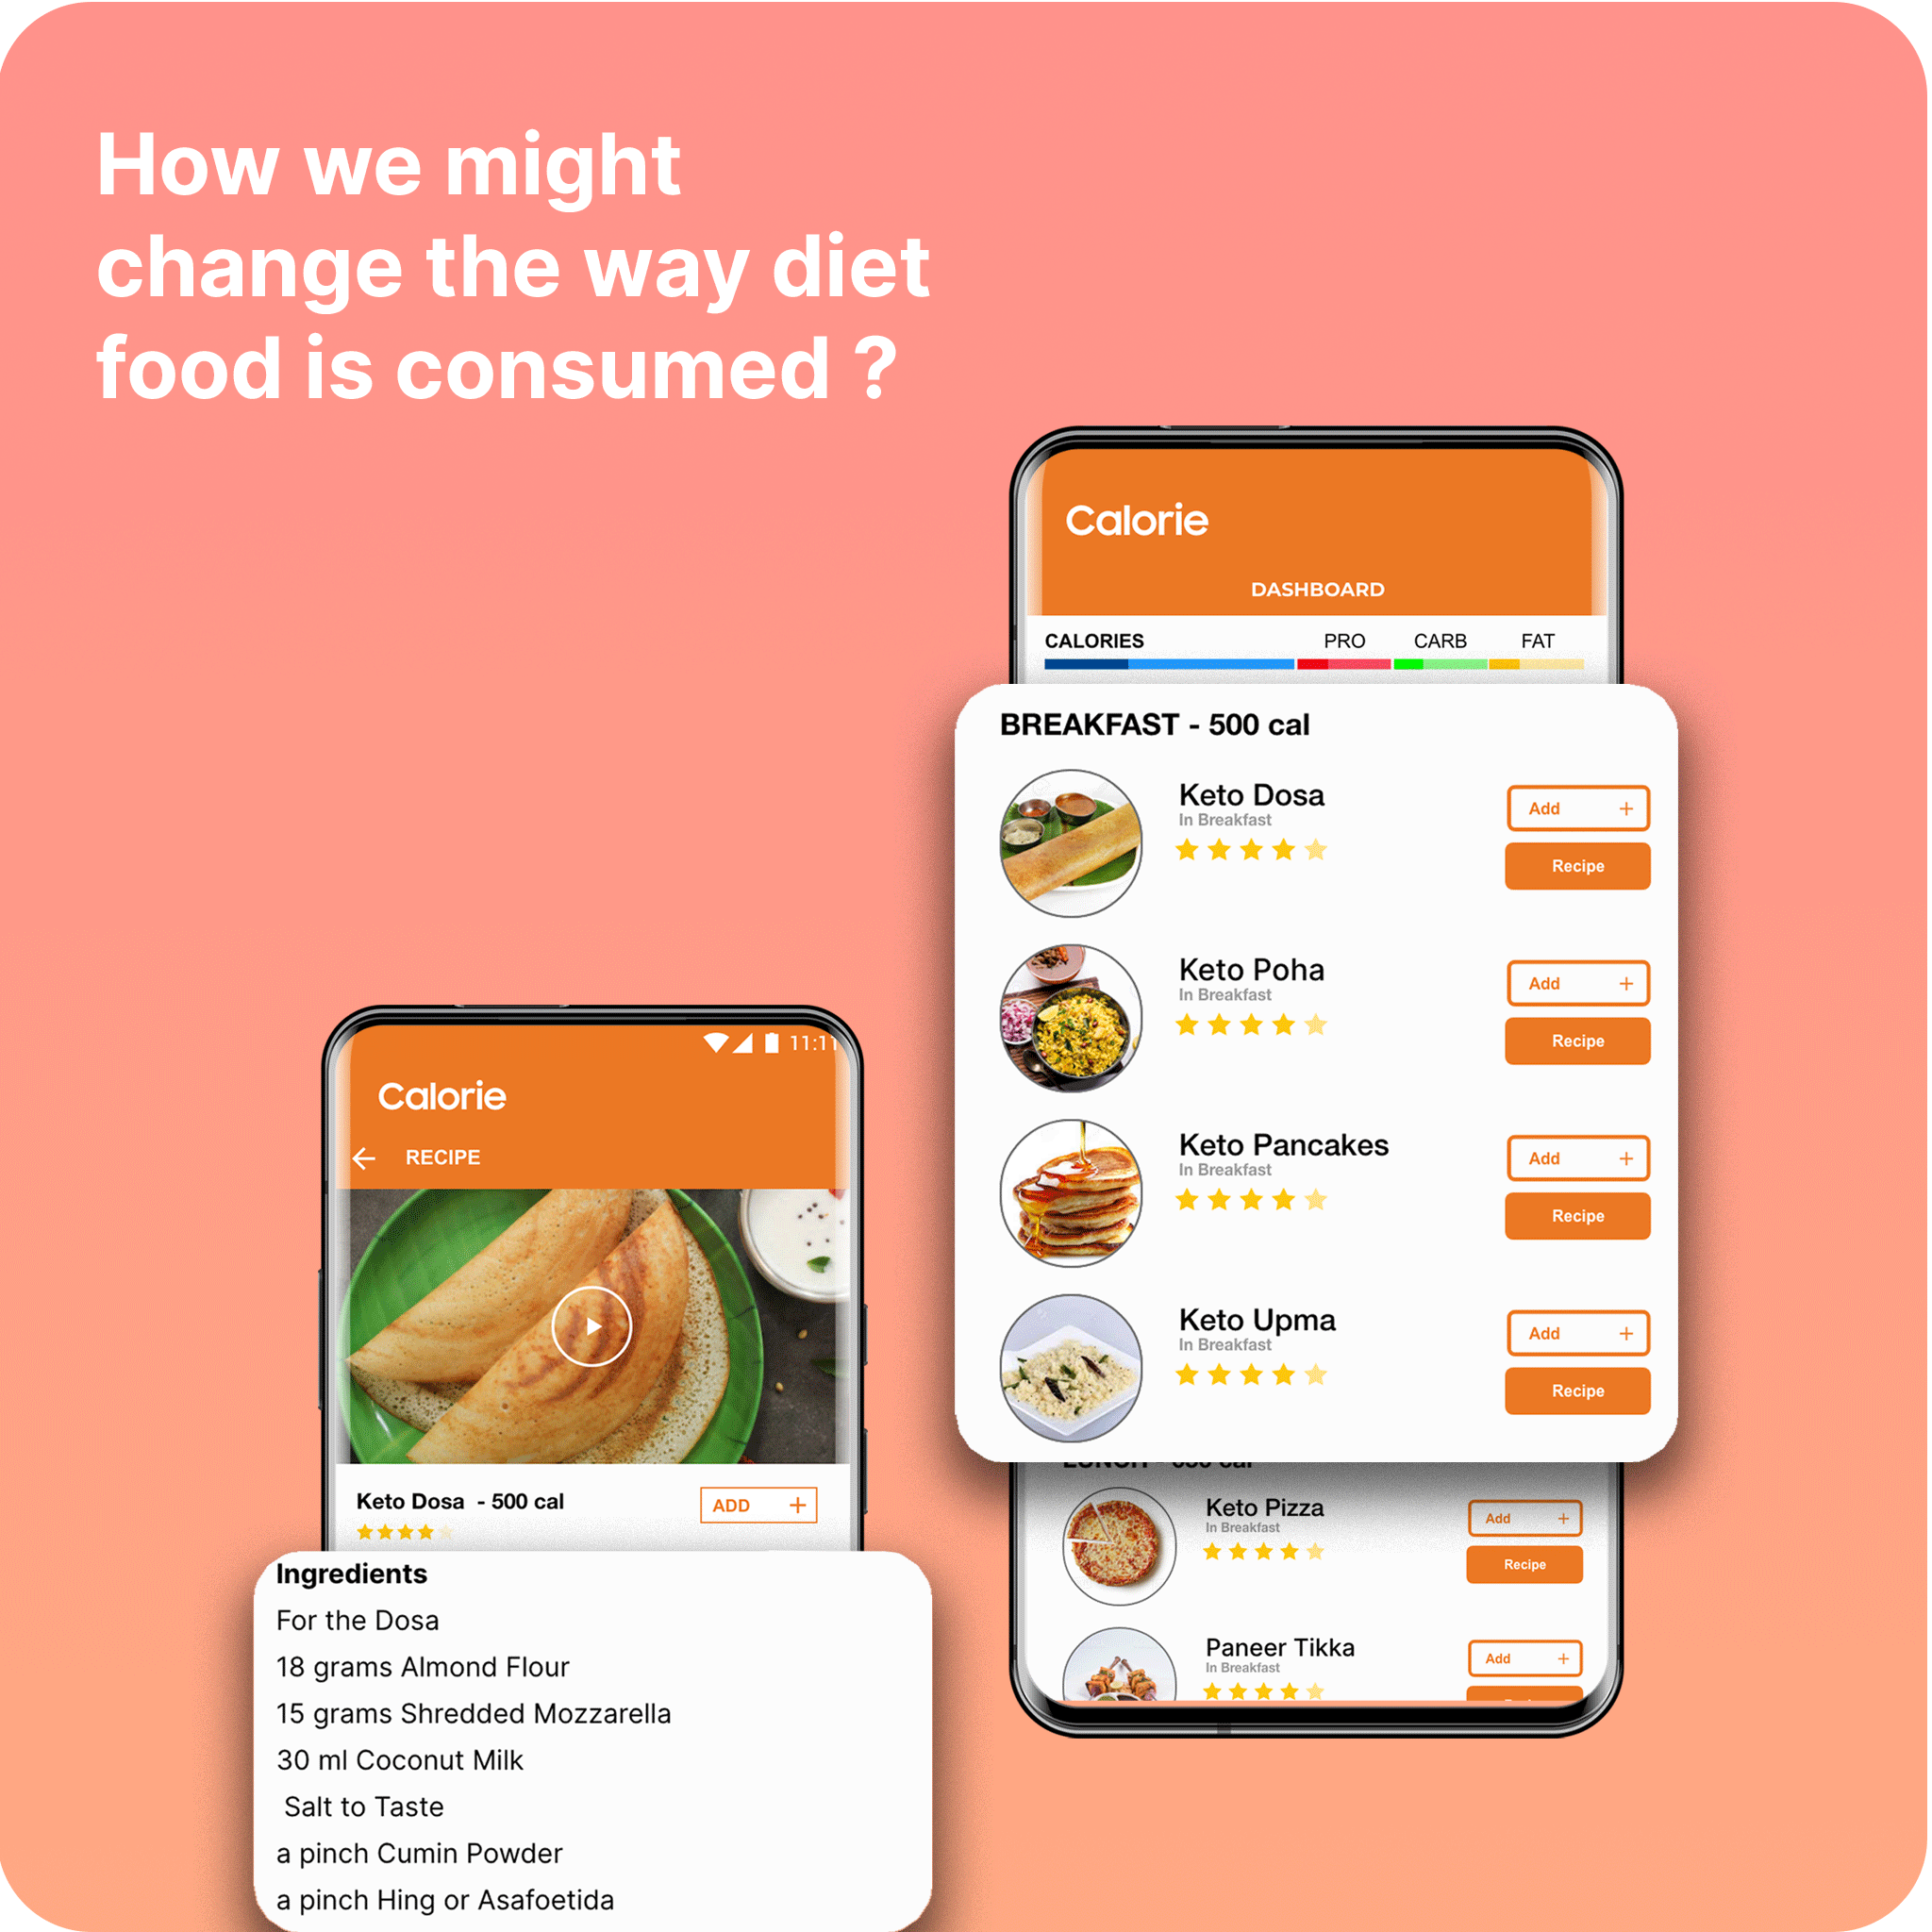 How we might
change the way diet
food is consumed ?
Calorie
DASHBOARD
CALORIES PRO CARB FAT
BREAKFAST - 500 cal
Keto Dosa
In Breakfast
Add +
Recipe
Keto Poha
In Breakfast
Add +
Recipe
Keto Pancakes
In Breakfast
Add +
Recipe
Keto Upma
In Breakfast
Add +
Recipe
Keto Pizza
In Breakfast
Add +
Recipe
Paneer Tikka
In Breakfast
Add +
11:11
Calorie
RECIPE
Keto Dosa - 500 cal
ADD +
Ingredients
For the Dosa
18 grams Almond Flour
15 grams Shredded Mozzarella
30 ml Coconut Milk
Salt to Taste
a pinch Cumin Powder
a pinch Hing or Asafoetida